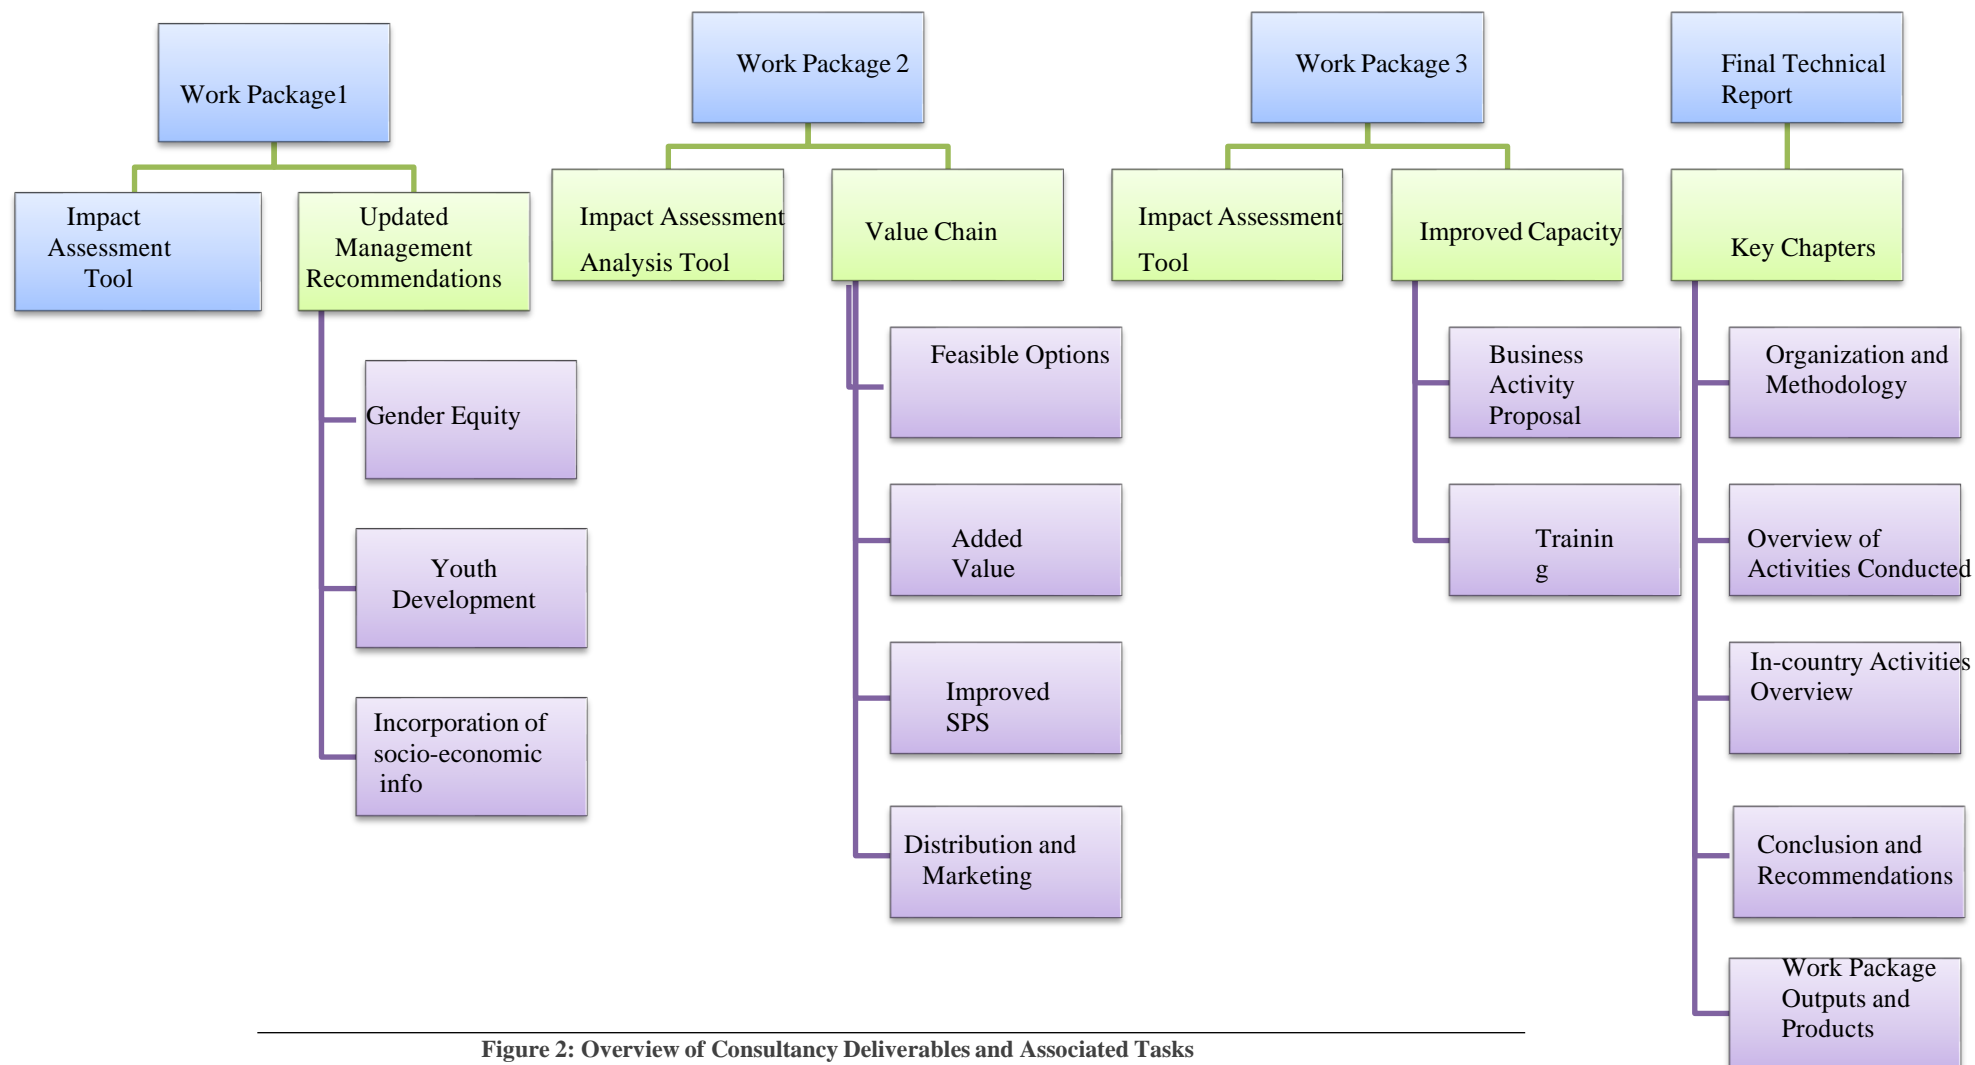 Work Package1
Impact
Assessment
Tool
Updated
Management
Recommendations
Gender Equity
Youth
Development
Incorporation of
socio-economic
info
Work Package 2
Impact Assessment
Analysis Tool
Value Chain
Feasible Options
Added
Value
Improved
SPS
Distribution and
Marketing
Work Package 3
Impact Assessment
Tool
Improved Capacity
Business
Activity
Proposal
Trainin
g
Final Technical
Report
Key Chapters
Organization and
Methodology
Overview of
Activities Conducted
In-country Activities
Overview
Conclusion and
Recommendations
Work Package
Outputs and
Products
Figure 2: Overview of Consultancy Deliverables and Associated Tasks